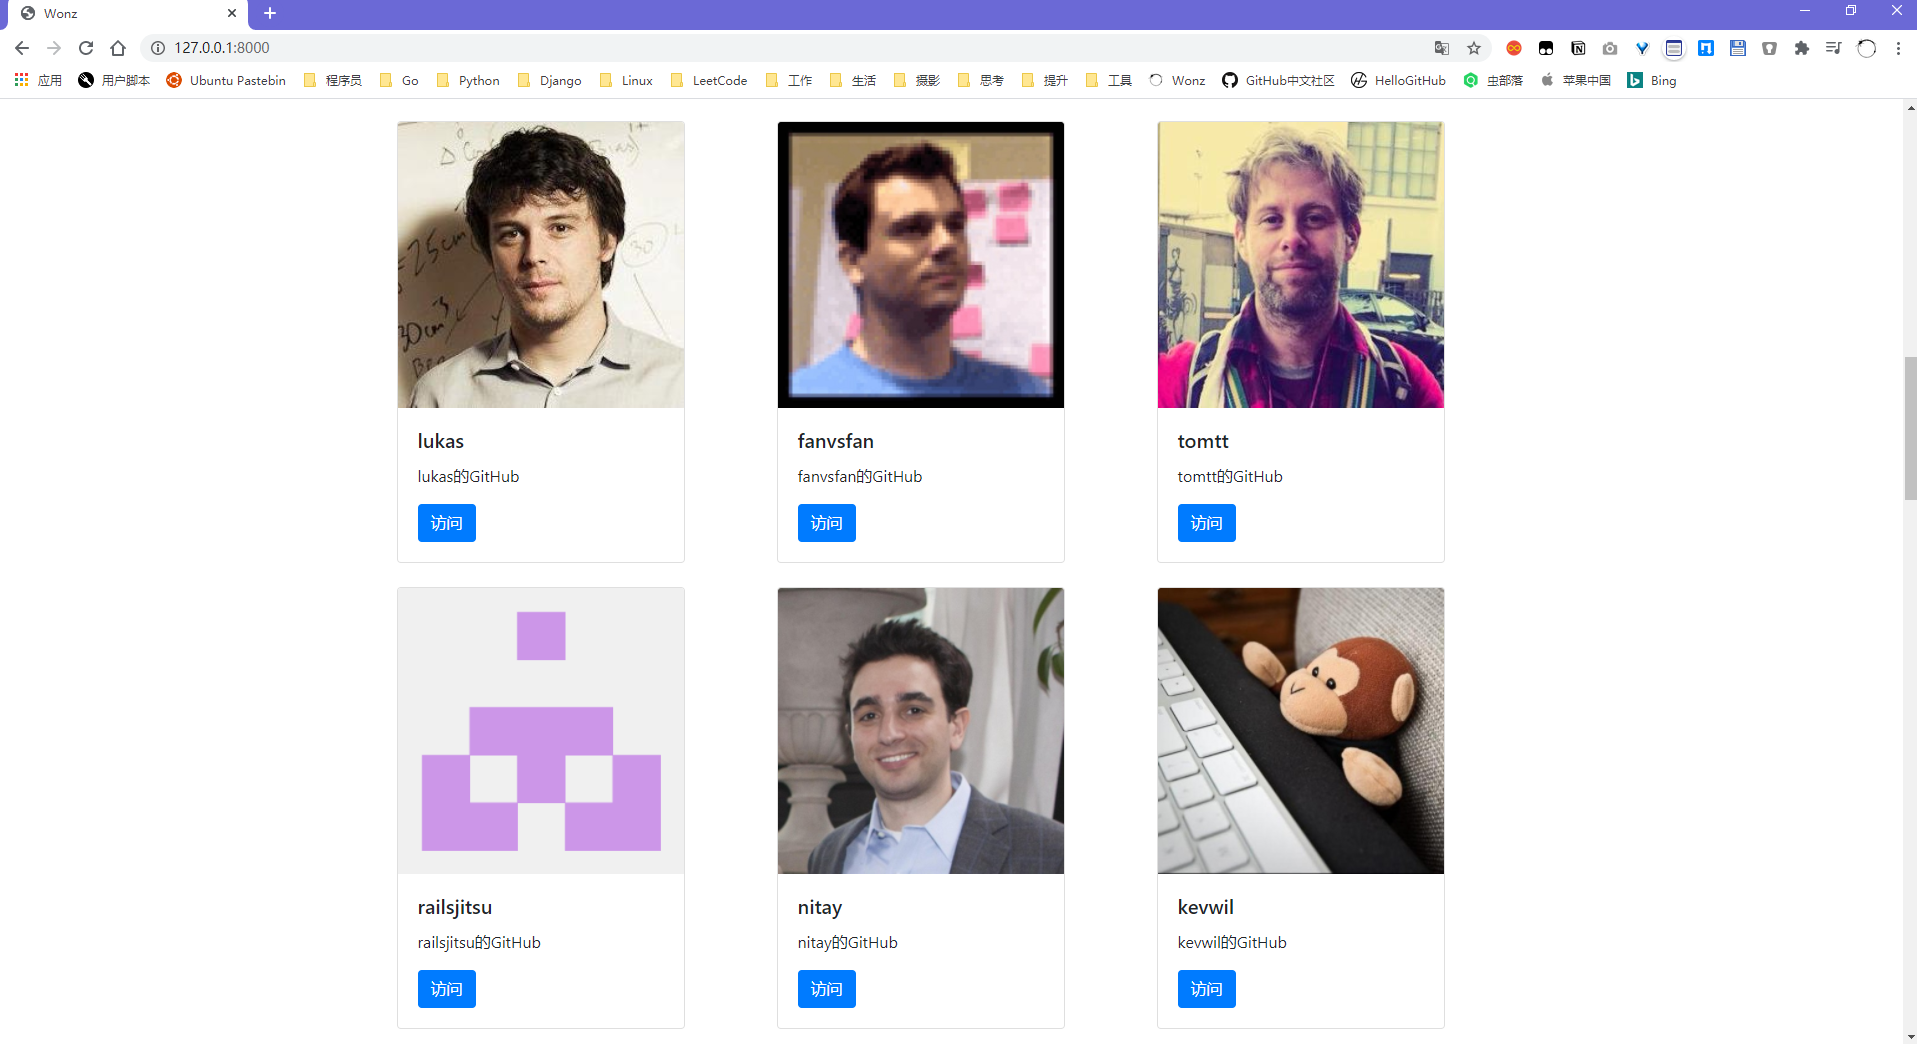 Wonz
127.0.0.1:8000
应用 用户脚本 Ubuntu Pastebin 程序员 Go Python Django Linux LeetCode 工作 生活 摄影 思考 提升 工具 Wonz GitHub中文社区 HelloGitHub 虫部落 苹果中国 Bing
lukas
lukas的GitHub
访问
fanvsfan
fanvsfan的GitHub
访问
tomtt
tomtt的GitHub
访问
railsjitsu
railsjitsu的GitHub
访问
nitay
nitay的GitHub
访问
kevwil
kevwil的GitHub
访问